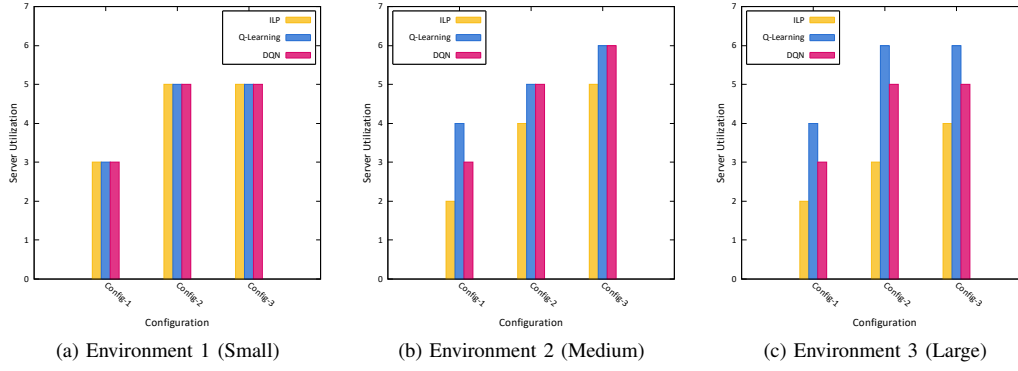 7
6
5
4
3
2
1
0
Server Utilization
ILP
Q-Learning
DQN
Config-1
Config-2
Config-3
Configuration
(a) Environment 1 (Small)
7
6
5
4
3
2
1
0
Server Utilization
ILP
Q-Learning
DQN
Config-1
Config-2
Config-3
Configuration
(b) Environment 2 (Medium)
7
6
5
4
3
2
1
0
Server Utilization
ILP
Q-Learning
DQN
Config-1
Config-2
Config-3
Configuration
(c) Environment 3 (Large)